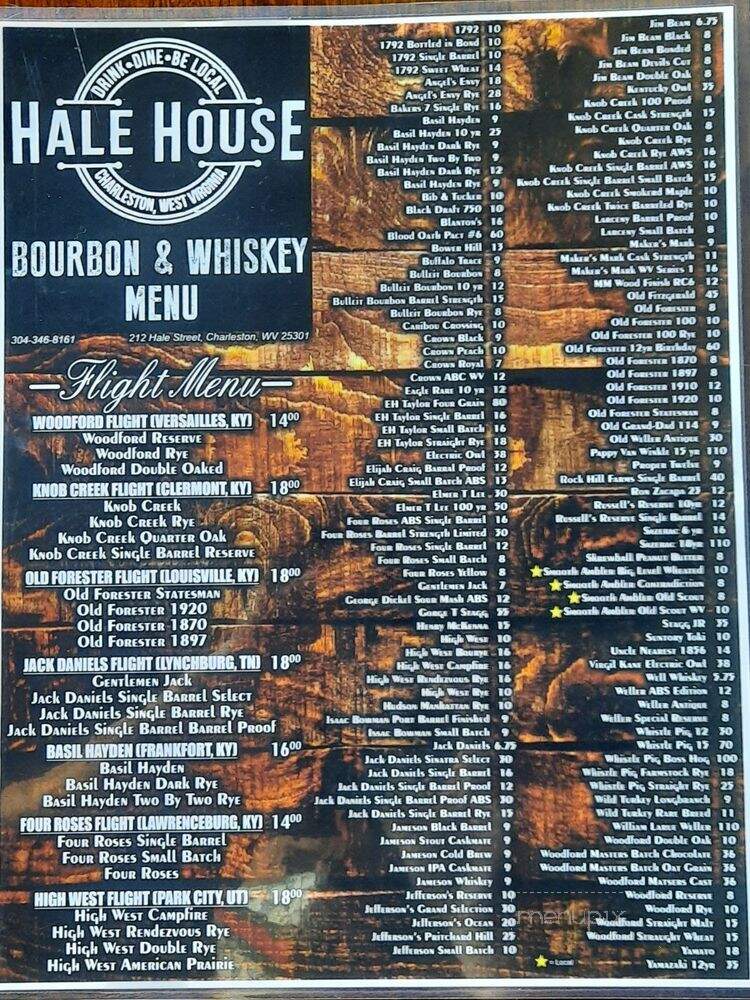 DRINK•DINE•BE LOCAL
HALE HOUSE
CHARLESTON, WEST VIRGINIA
BOURBON & WHISKEY
MENU
304-346-8161
212 Hale Street, Charleston, WV 25301
Flight Menu
WOODFORD FLIGHT (VERSAILLES, KY) 14.00
Woodford Reserve
Woodford Rye
Woodford Double Oaked
KNOB CREEK FLIGHT (CLERMONT, KY) 18.00
Knob Creek
Knob Creek Rye
Knob Creek Quarter Oak
Knob Creek Single Barrel Reserve
OLD FORESTER FLIGHT (LOUISVILLE, KY) 18.00
Old Forester Statesman
Old Forester 1920
Old Forester 1870
Old Forester 1897
JACK DANIELS FLIGHT (LYNCHBURG, TN) 18.00
Gentlemen Jack
Jack Daniels Single Barrel Select
Jack Daniels Single Barrel Rye
Jack Daniels Single Barrel Barrel Proof
BASIL HAYDEN (FRANKFORT, KY) 16.00
Basil Hayden
Basil Hayden Dark Rye
Basil Hayden Two By Two Rye
FOUR ROSES FLIGHT (LAWRENCEBURG, KY) 14.00
Four Roses Single Barrel
Four Roses Small Batch
Four Roses
HIGH WEST FLIGHT (PARK CITY, UT) 18.00
High West Campfire
High West Rendezvous Rye
High West Double Rye
High West American Prairie
1792 10
1792 Bottled in Bond 10
1792 Single Barrel 10
1792 Sweet Wheat 14
Angel's Envy 18
Angel's Envy Rye 28
Bakers 7 Single Rye 16
Basil Hayden 9
Basil Hayden 10 yr 25
Basil Hayden Dark Rye 9
Basil Hayden Two By Two 9
Basil Hayden Dark Rye 12
Basil Hayden Rye 9
Bib & Tucker 10
Black Draft 750 10
Blanton's 16
Blood Oath Pact #6 60
Bower Hill 13
Buffalo Trace 9
Bulleit Bourbon 8
Bulleit Bourbon 10 yr 12
Bulleit Bourbon Barrel Strength 15
Bulleit Bourbon Rye 8
Caribou Crossing 10
Crown Black 9
Crown Peach 10
Crown Royal 7
Crown ABC WV 12
Eagle Rare 10 yr 12
EH Taylor Four Grain 80
EH Taylor Single Barrel 16
EH Taylor Small Batch 16
EH Taylor Straight Rye 18
Electric Owl 38
Elijah Craig Barrel Proof 12
Elijah Craig Small Batch ABS 13
Elmer T Lee 30
Elmer T Lee 100 yr 50
Four Roses ABS Single Barrel 16
Four Roses Barrel Strength Limited 30
Four Roses Single Barrel 12
Four Roses Small Batch 8
Four Roses Yellow 8
Gentlemen Jack 7
George Dickel Sour Mash ABS 12
Gorge T Stagg 55
Henry McKenna 15
High West 10
High West Bourye 16
High West Campfire 16
High West Rendezvous Rye 16
High West Rye 10
Hudson Manhattan Rye 10
Isaac Bowman Port Barrel Finished 9
Issac Bowman Small Batch 9
Jack Daniels 6.75
Jack Daniels Sinatra Select 30
Jack Daniels Single Barrel 16
Jack Daniels Single Barrel Proof 12
Jack Daniels Single Barrel Proof ABS 30
Jack Daniels Single Barrel Rye 15
Jameson Black Barrel 9
Jameson Stout Caskmate 9
Jameson Cold Brew 9
Jameson IPA Caskmate 9
Jameson Whiskey 9
Jefferson's Reserve 10
Jefferson's Grand Selection 30
Jefferson's Ocean 20
Jefferson's Pritchard Hill 25
Jefferson Small Batch 10
Jim Beam 6.75
Jim Beam Black 8
Jim Beam Bonded 8
Jim Beam Devils Cut 8
Jim Beam Double Oak 8
Kentucky Owl 35
Knob Creek 100 Proof 8
Knob Creek Cask Strength 15
Knob Creek Quarter Oak 8
Knob Creek Rye 8
Knob Creek Rye AWS 16
Knob Creek Single Barrel AWS 16
Knob Creek Single Barrel Small Batch 15
Knob Creek Smokerd Maple 10
Knob Creek Twice Barreled Rye 10
Larceny Barrel Proof 10
Larceny Small Batch 8
Maker's Mark 9
Maker's Mark Cask Strength 11
Maker's Mark WV Series 1 16
MM Wood Finish RC6 12
Old Fitzgerald 45
Old Forester 8
Old Forester 100 10
Old Forester 100 Rye 10
Old Forester 12yr Birthday 60
Old Forester 1870
Old Forester 1897
Old Forester 1910 12
Old Forester 1920 10
Old Forester Statesman 8
Old Grand-Dad 114 9
Old Weller Antique 30
Pappy Van Winkle 15 yr 110
Proper Twelve 9
Rock Hill Farms Single Barrel 40
Ron Zacapa 23 12
Russell's Reserve 10yr 12
Russell's Reserve Single Barrel 14
Sazerac 6 yr 16
Sazerac 18yr 110
Skrewball Peanut Butter 8
Smooth Ambler Big Level Wheated 10
Smooth Ambler Contradiction 8
Smooth Ambler Old Scout 8
Smooth Ambler Old Scout WV 10
Stagg JR 35
Suntory Toki 10
Uncle Nearest 1856 14
Virgil Kane Electric Owl 38
Well Whiskey 5.75
Weller ABS Edition 12
Weller Antique 8
Weller Special Reserve 8
Whistle Pig 12 30
Whistle Pig 15 70
Whistle Pig Boss Hog 100
Whistle Pig Farmstock Rye 18
Whistle Pig Straight Rye 25
Wild Turkey Longbranch 9
Wild Turkey Rare Breed 11
William Larue Weller 110
Woodford Double Oak 10
Woodford Masters Batch Chocolate 36
Woodford Masters Batch Oat Grain 36
Woodford Matsers Cast 36
Woodford Reserve 8
Woodford Rye 10
Woodford Straight Malt 15
Woodford Straught Wheat 15
Yamato 18
Yamazaki 12yr 35
= Local
menupix